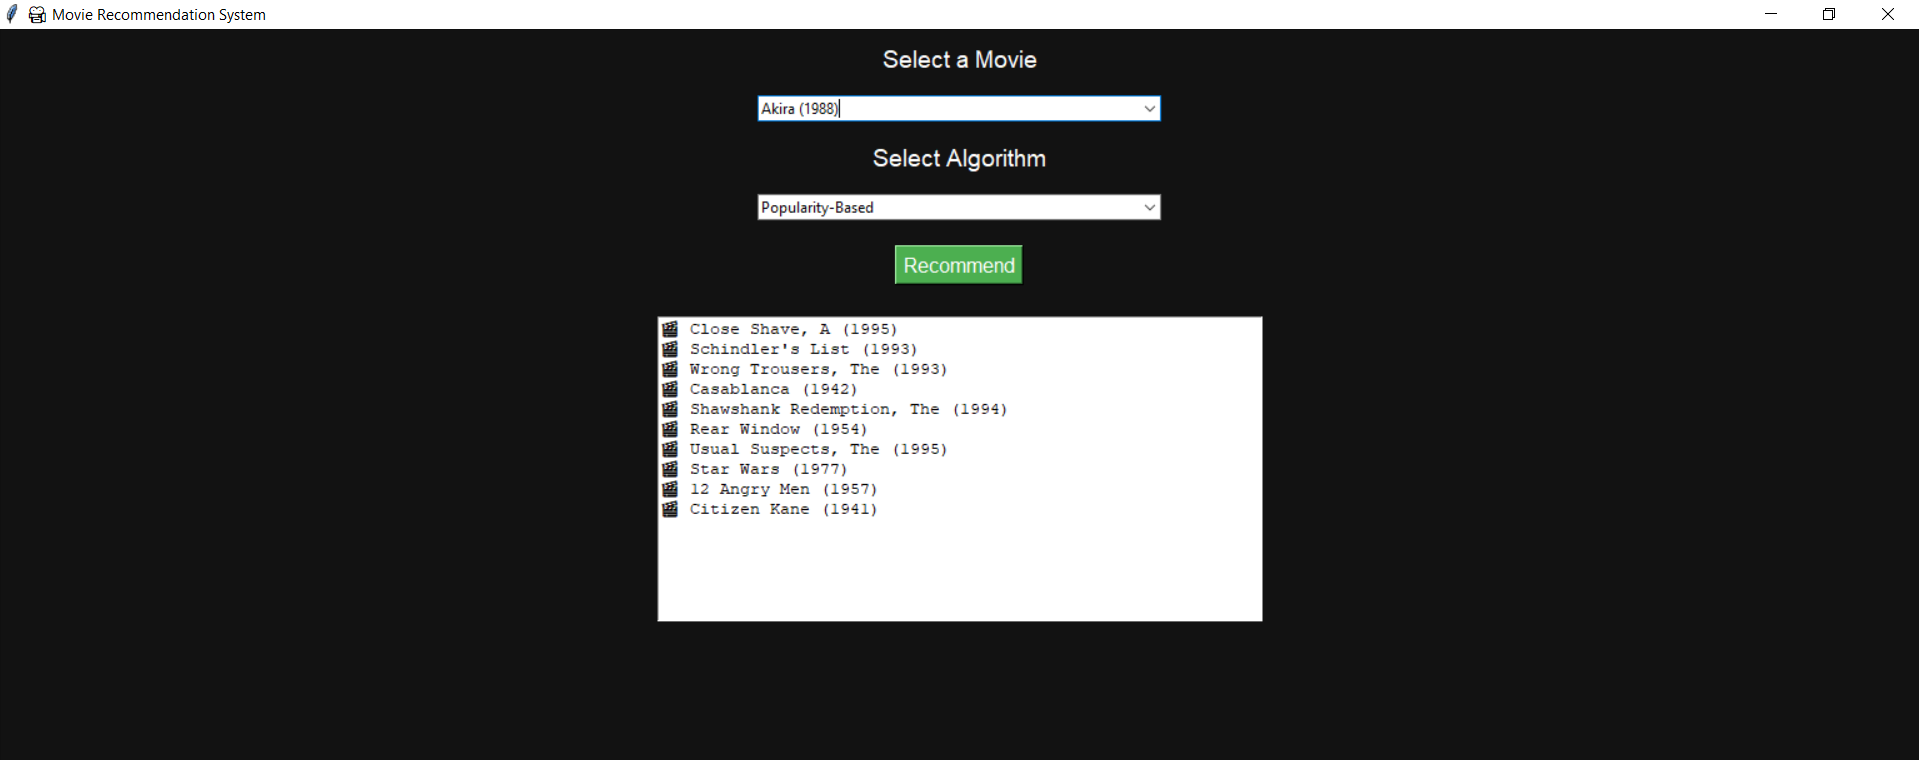 Movie Recommendation System
Select a Movie
Akira (1988)
Select Algorithm
Popularity-Based
Recommend
Close Shave, A (1995)
Schindler's List (1993)
Wrong Trousers, The (1993)
Casablanca (1942)
Shawshank Redemption, The (1994)
Rear Window (1954)
Usual Suspects, The (1995)
Star Wars (1977)
12 Angry Men (1957)
Citizen Kane (1941)